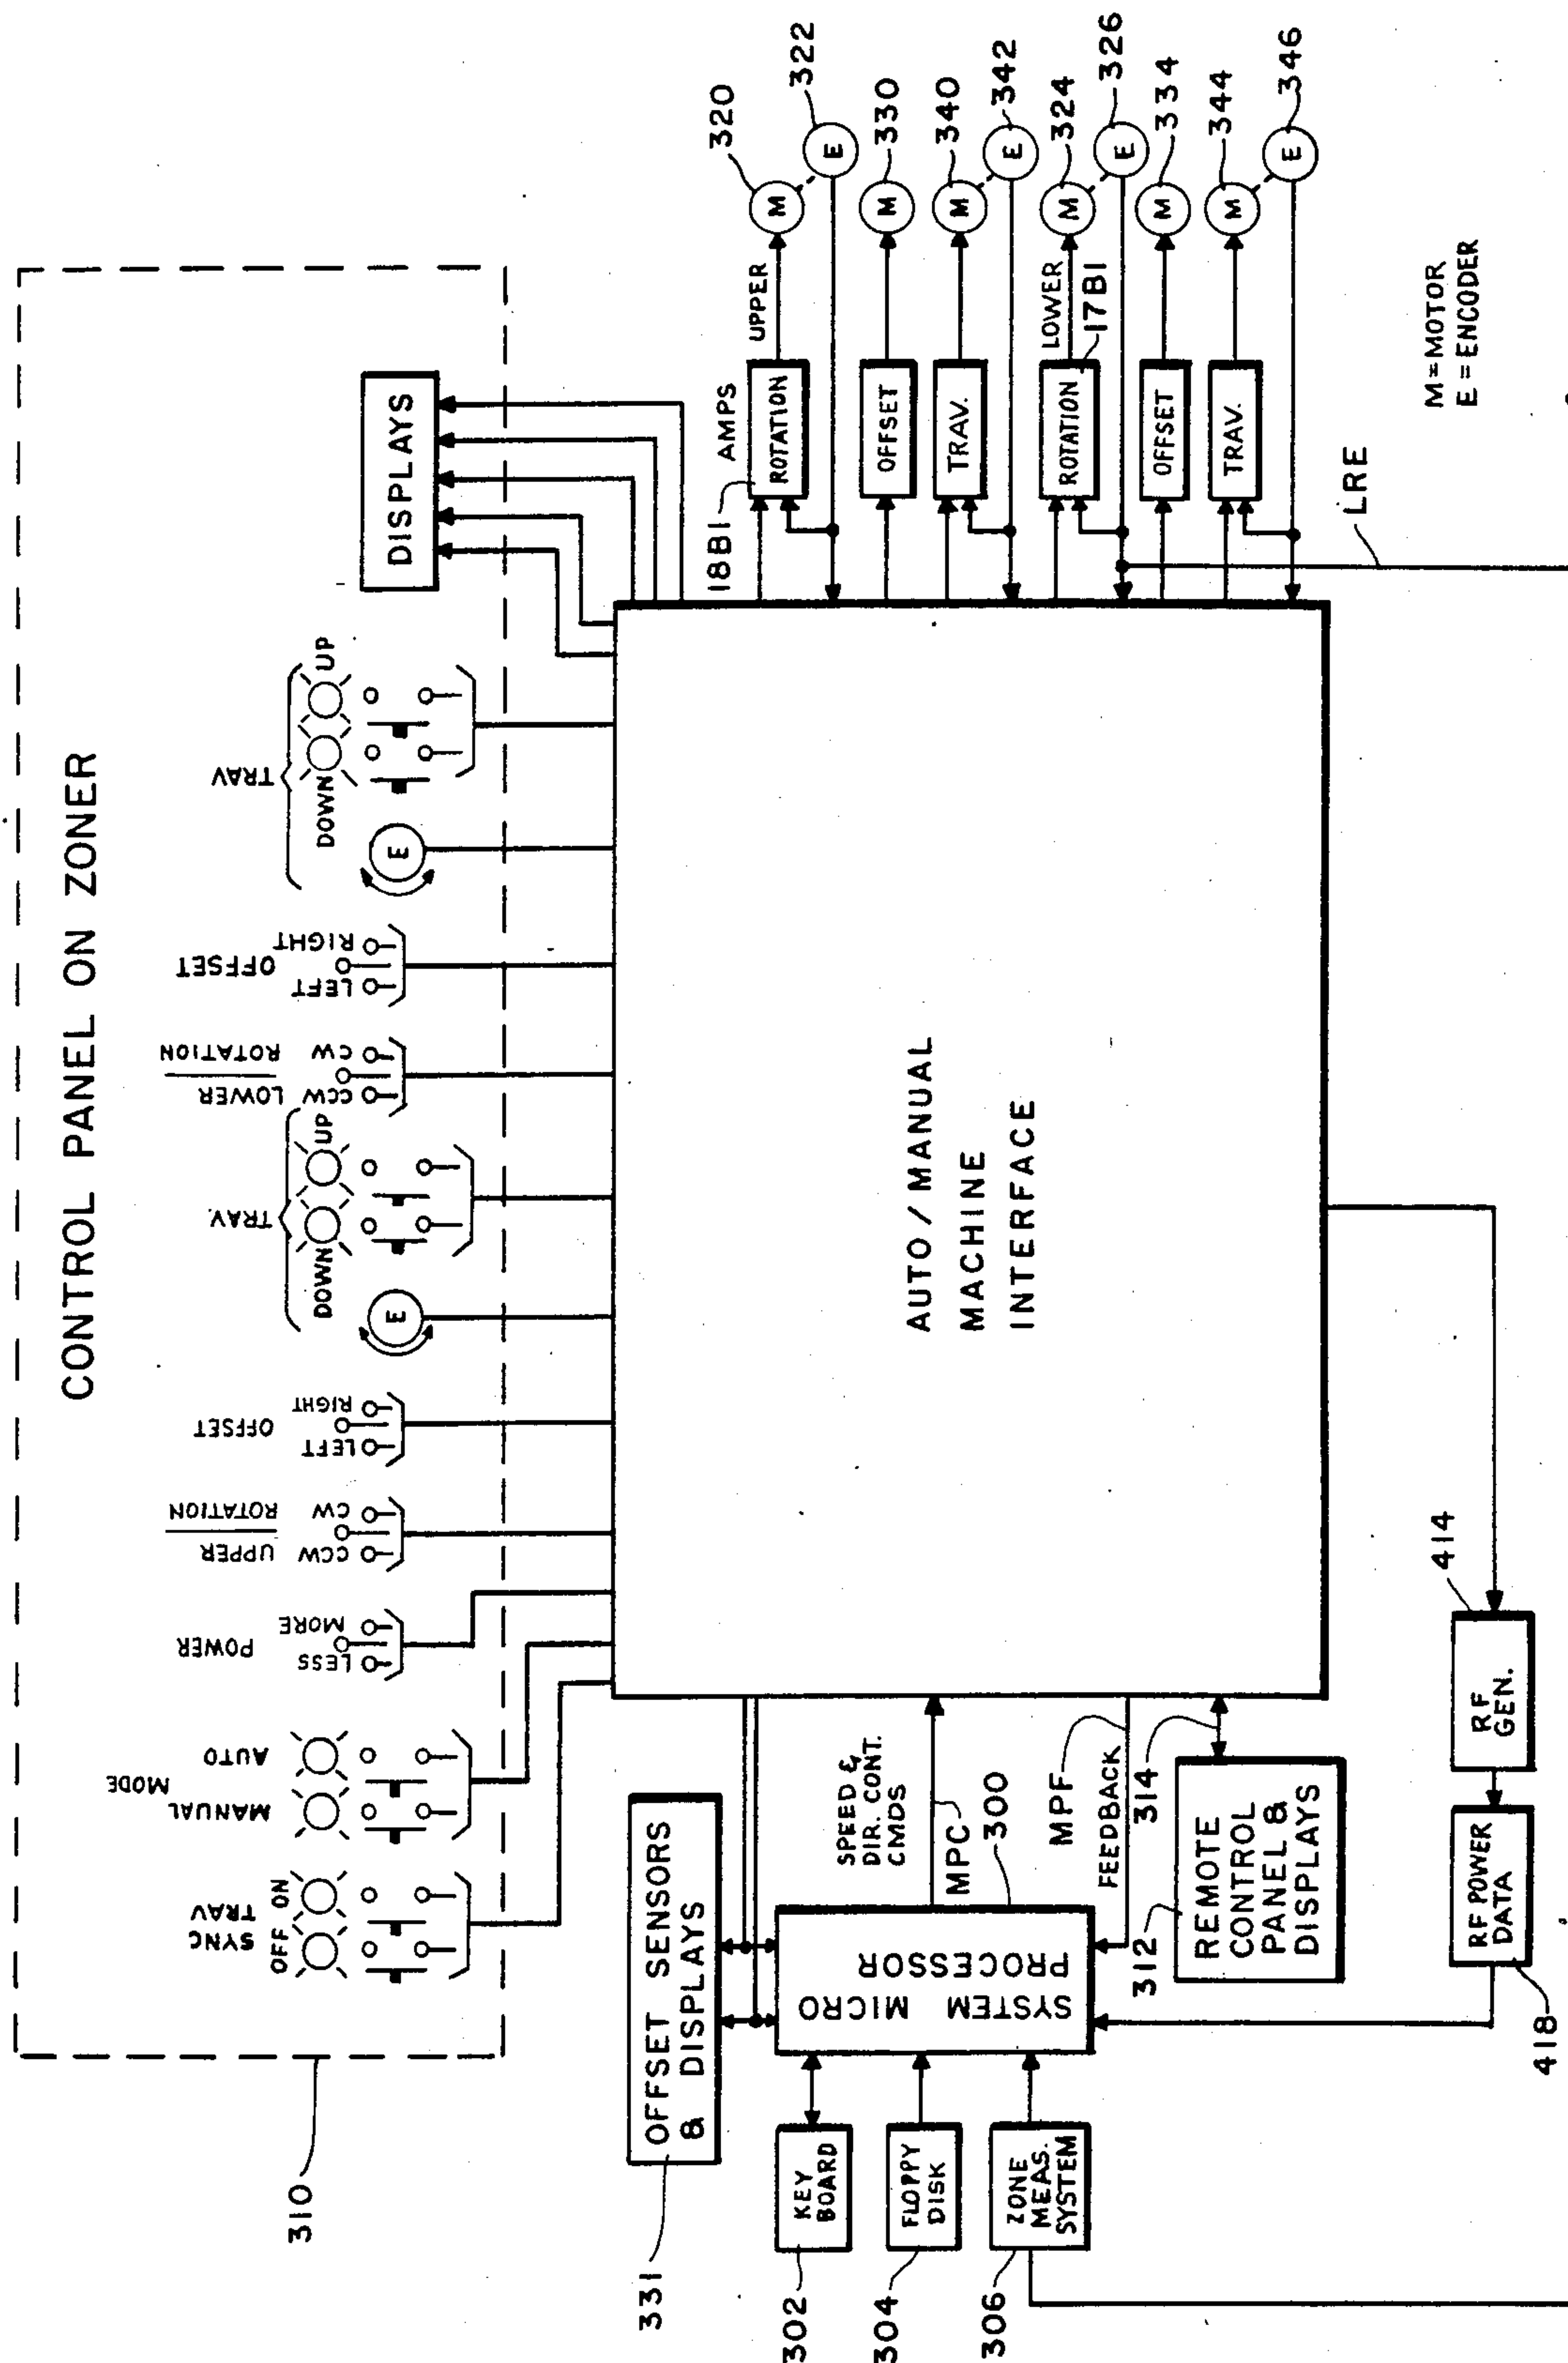 CONTROL PANEL ON ZONER
310
SYNC
TRAV
OFF ON
MODE
MANUAL AUTO
POWER
LESS MORE
UPPER ROTATION
CCW CW
OFFSET
LEFT RIGHT
TRAV.
DOWN UP
E
LOWER ROTATION
CCW CW
OFFSET
LEFT RIGHT
TRAV
DOWN UP
E
DISPLAYS
331
OFFSET SENSORS
& DISPLAYS
302
KEY
BOARD
304
FLOPPY
DISK
306
ZONE
MEAS.
SYSTEM
SYSTEM MICRO
PROCESSOR
300
SPEED &
DIR. CONT.
CMDS
MPC
MPF
FEEDBACK
314
312
REMOTE
CONTROL
PANEL &
DISPLAYS
AUTO / MANUAL
MACHINE
INTERFACE
18B1
AMPS
ROTATION
UPPER
M
320
E
322
OFFSET
M
330
TRAV.
M
340
E
342
ROTATION
LOWER
17B1
M
324
E
326
OFFSET
M
334
TRAV.
M
344
E
346
LRE
M=MOTOR
E=ENCODER
414
RF
GEN.
RF POWER
DATA
418